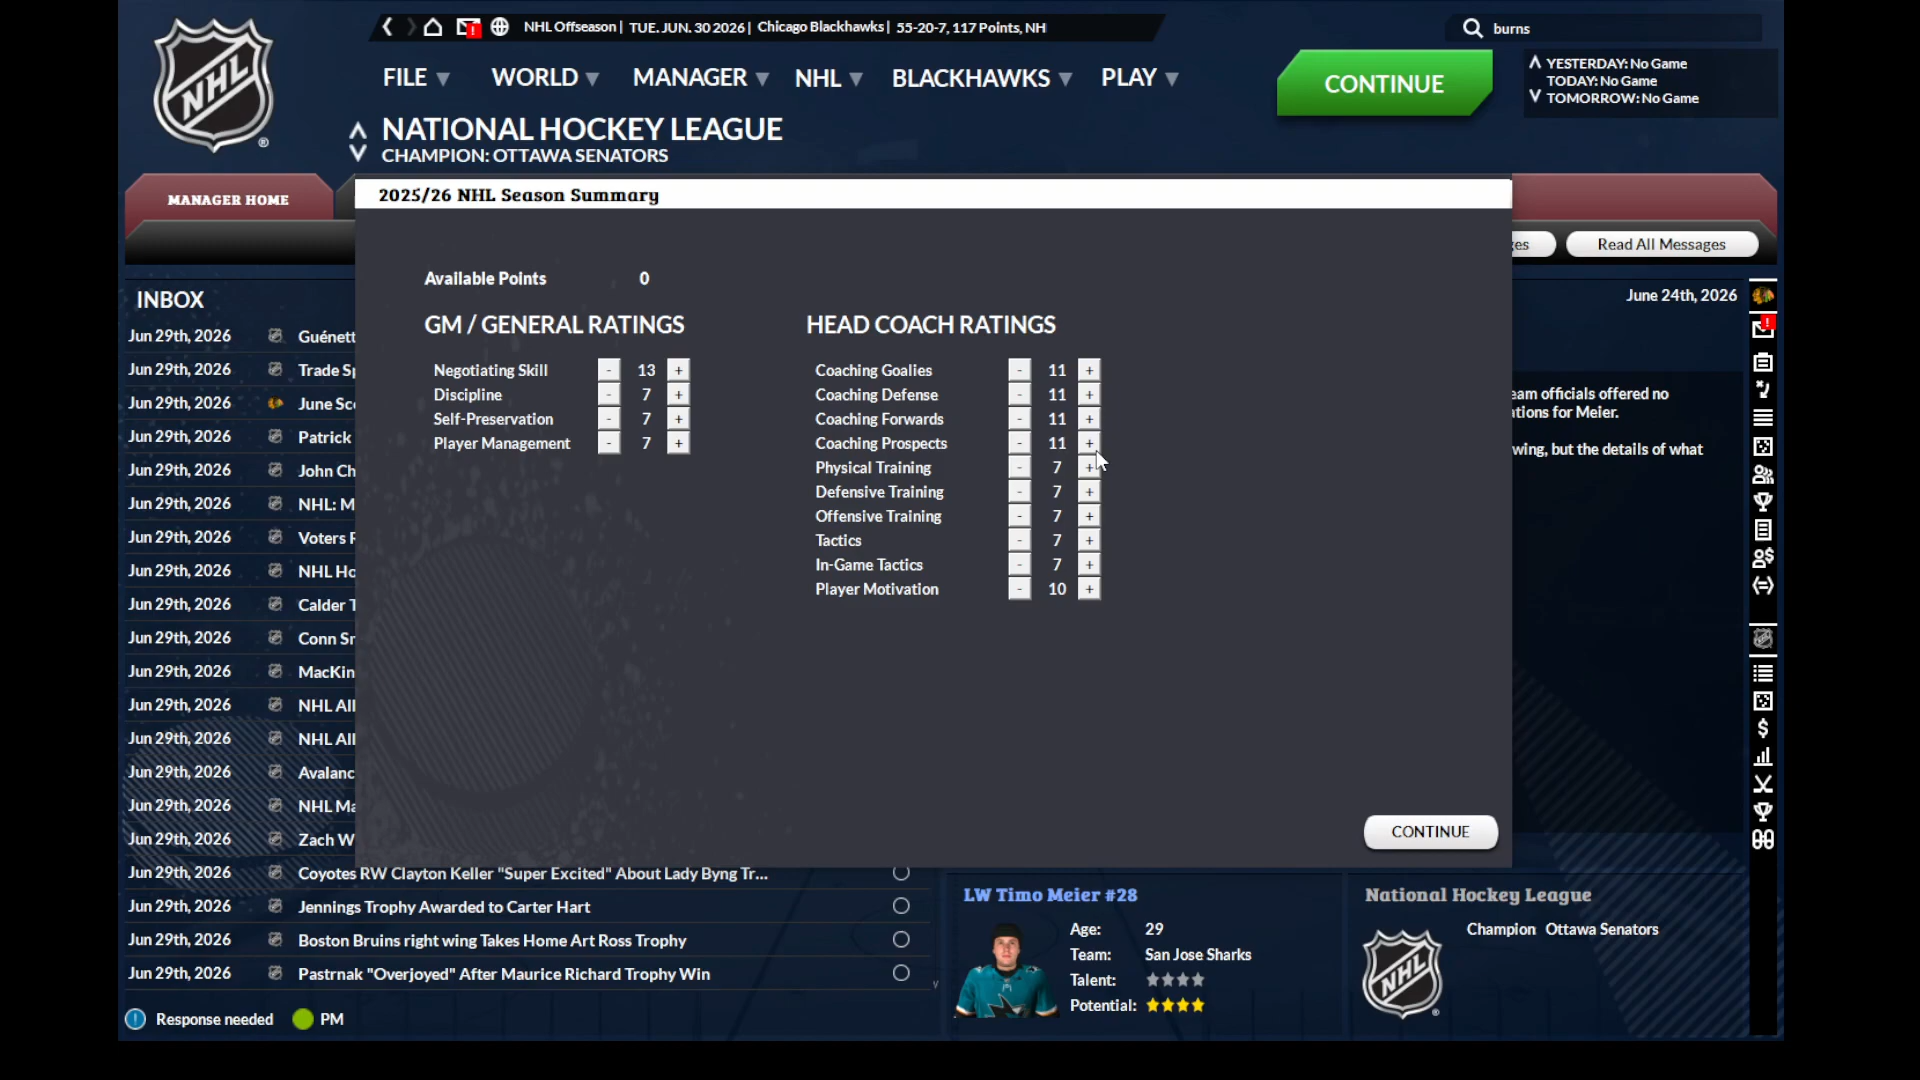 NHL Offseason | TUE. JUN. 30 2026 | Chicago Blackhawks | 55-20-7, 117 Points, NH
burns
FILE WORLD MANAGER NHL BLACKHAWKS PLAY
CONTINUE
YESTERDAY: No Game
TODAY: No Game
TOMORROW: No Game
NHL
NATIONAL HOCKEY LEAGUE
CHAMPION: OTTAWA SENATORS
MANAGER HOME
2025/26 NHL Season Summary
Read All Messages
Available Points 0
GM / GENERAL RATINGS
Negotiating Skill - 13 +
Discipline - 7 +
Self-Preservation - 7 +
Player Management - 7 +
HEAD COACH RATINGS
Coaching Goalies - 11 +
Coaching Defense - 11 +
Coaching Forwards - 11 +
Coaching Prospects - 11 +
Physical Training - 7 +
Defensive Training - 7 +
Offensive Training - 7 +
Tactics - 7 +
In-Game Tactics - 7 +
Player Motivation - 10 +
CONTINUE
INBOX
Jun 29th, 2026 Guénett
Jun 29th, 2026 Trade Sp
Jun 29th, 2026 June Sco
Jun 29th, 2026 Patrick
Jun 29th, 2026 John Ch
Jun 29th, 2026 NHL: M
Jun 29th, 2026 Voters F
Jun 29th, 2026 NHL Ho
Jun 29th, 2026 Calder T
Jun 29th, 2026 Conn Sr
Jun 29th, 2026 MacKin
Jun 29th, 2026 NHL All
Jun 29th, 2026 NHL All
Jun 29th, 2026 Avalanc
Jun 29th, 2026 NHL Ma
Jun 29th, 2026 Zach W
Jun 29th, 2026 Coyotes RW Clayton Keller "Super Excited" About Lady Byng Tr...
Jun 29th, 2026 Jennings Trophy Awarded to Carter Hart
Jun 29th, 2026 Boston Bruins right wing Takes Home Art Ross Trophy
Jun 29th, 2026 Pastrnak "Overjoyed" After Maurice Richard Trophy Win
Response needed PM
June 24th, 2026
eam officials offered no
tions for Meier.
wing, but the details of what
LW Timo Meier #28
Age: 29
Team: San Jose Sharks
Talent:
Potential:
National Hockey League
Champion Ottawa Senators
NHL